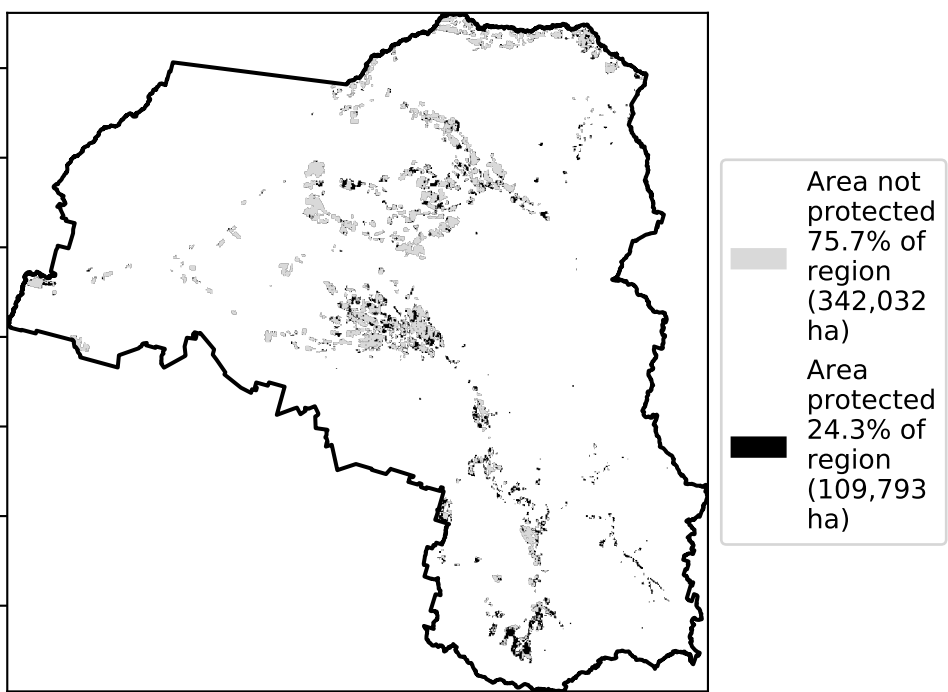 Area not
protected
75.7% of
region
(342,032
ha)
Area
protected
24.3% of
region
(109,793
ha)